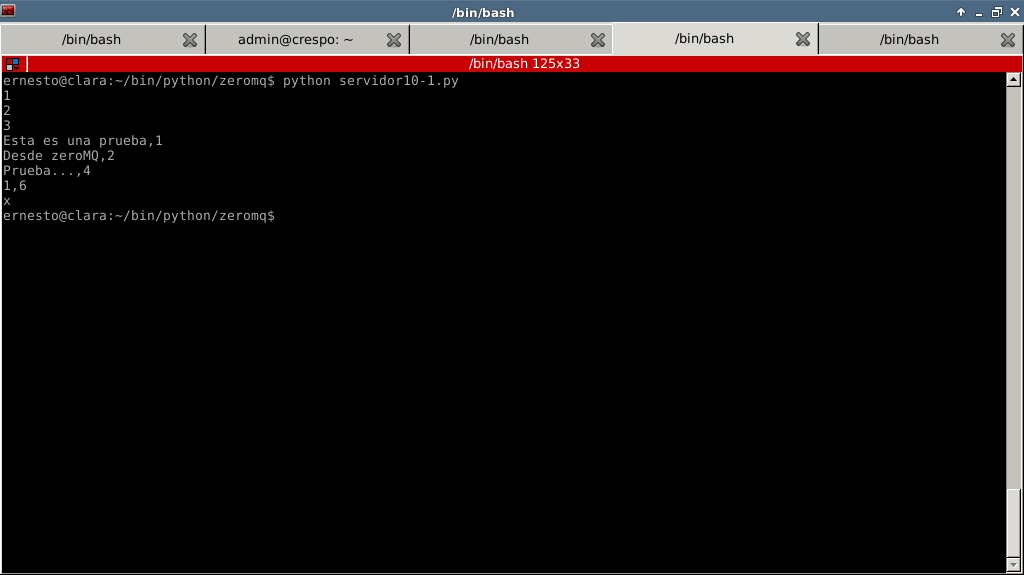 /bin/bash
/bin/bash admin@crespo: ~ /bin/bash /bin/bash /bin/bash
/bin/bash 125x33
ernesto@clara:~/bin/python/zeromq$ python servidor10-1.py
1
2
3
Esta es una prueba,1
Desde zeroMQ,2
Prueba...,4
1,6
x
ernesto@clara:~/bin/python/zeromq$